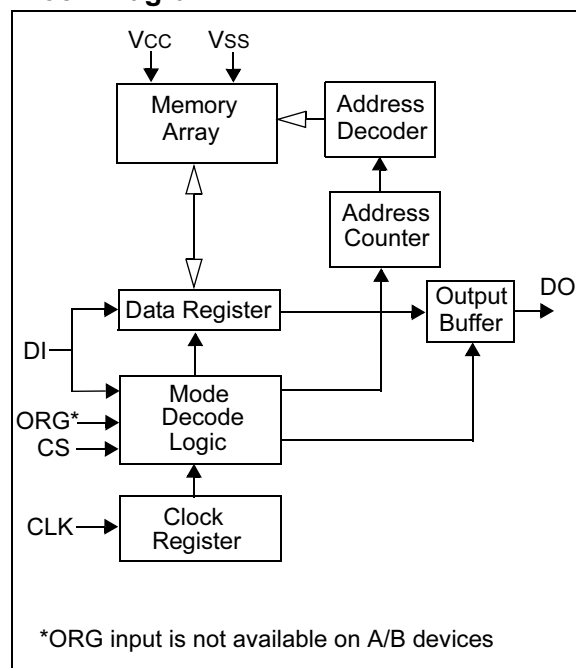 VCC
VSS
Memory
Array
Address
Decoder
Address
Counter
Data Register
Output
Buffer
DO
DI
Mode
Decode
Logic
ORG*
CS
CLK
Clock
Register
*ORG input is not available on A/B devices